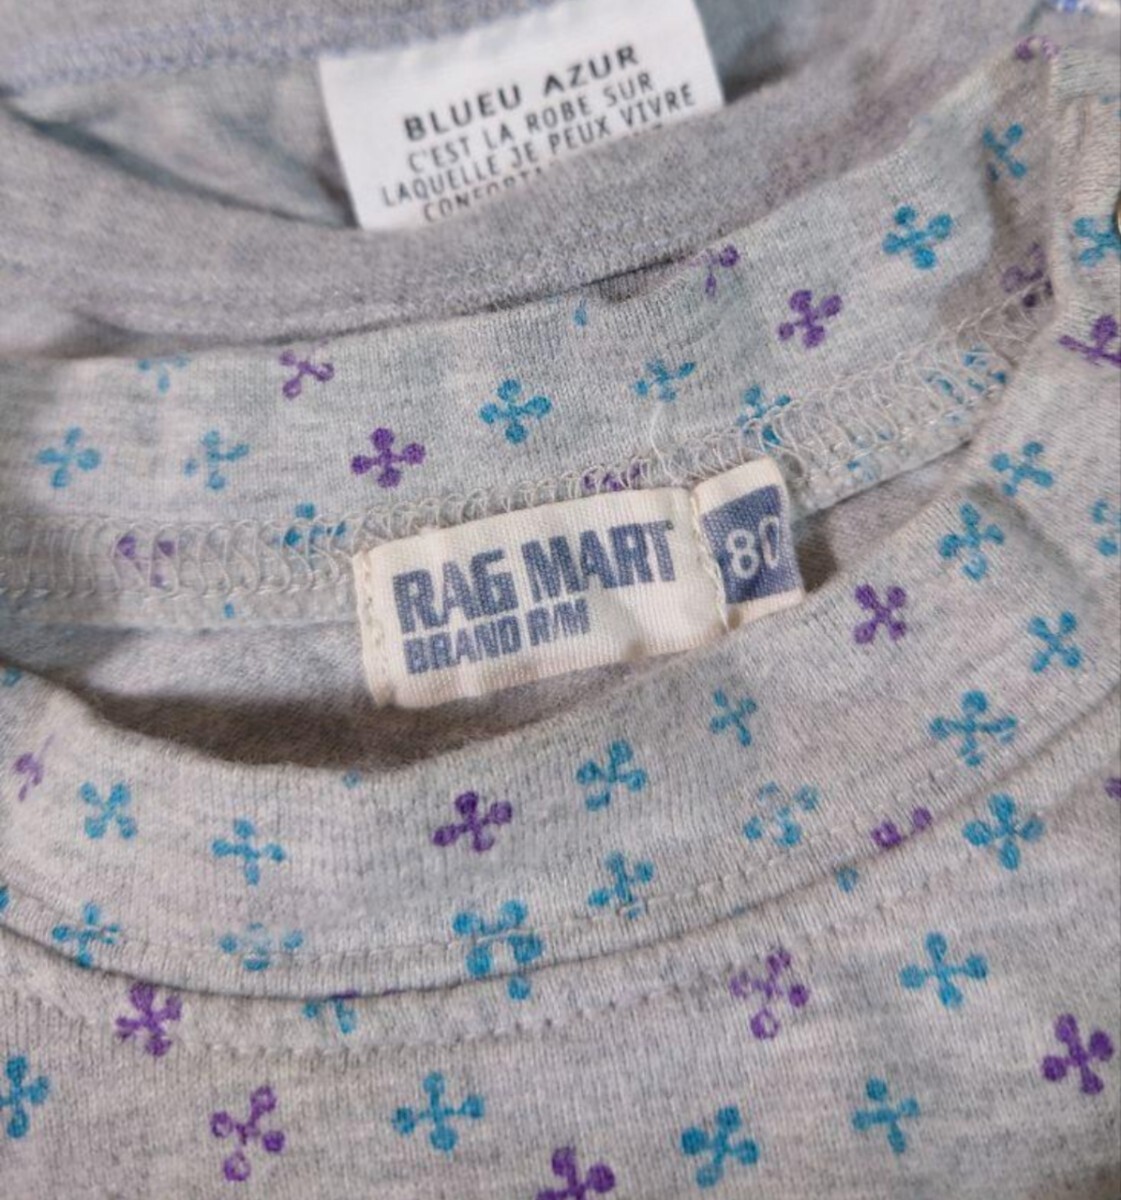 BLUEU AZUR
C'EST LA ROBE SUR
LAQUELLE JE PEUX VIVRE
RAG MART
BRAND R/M
80